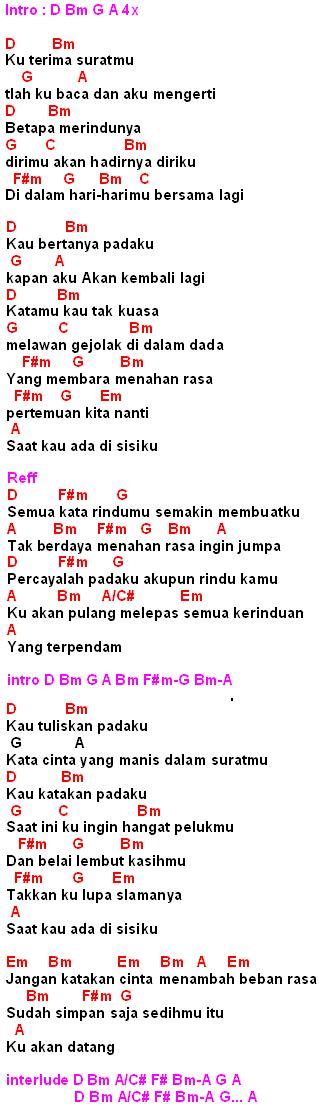 Intro : D Bm G A 4x
D Bm
Ku terima suratmu
G A
tlah ku baca dan aku mengerti
D Bm
Betapa merindunya
G C Bm
dirimu akan hadirnya diriku
F#m G Bm C
Di dalam hari-harimu bersama lagi
D Bm
Kau bertanya padaku
G A
kapan aku Akan kembali lagi
D Bm
Katamu kau tak kuasa
G C Bm
melawan gejolak di dalam dada
F#m G Bm
Yang membara menahan rasa
F#m G Em
pertemuan kita nanti
A
Saat kau ada di sisiku
Reff
D F#m G
Semua kata rindumu semakin membuatku
A Bm F#m G Bm A
Tak berdaya menahan rasa ingin jumpa
D F#m G
Percayalah padaku akupun rindu kamu
A Bm A/C# Em
Ku akan pulang melepas semua kerinduan
A
Yang terpendam
intro D Bm G A Bm F#m-G Bm-A
D Bm
Kau tuliskan padaku
G A
Kata cinta yang manis dalam suratmu
D Bm
Kau katakan padaku
G C Bm
Saat ini ku ingin hangat pelukmu
F#m G Bm
Dan belai lembut kasihmu
F#m G Em
Takkan ku lupa slamanya
A
Saat kau ada di sisiku
Em Bm Em Bm A Em
Jangan katakan cinta menambah beban rasa
Bm F#m G
Sudah simpan saja sedihmu itu
A
Ku akan datang
interlude D Bm A/C# F# Bm-A G A
D Bm A/C# F# Bm-A G... A